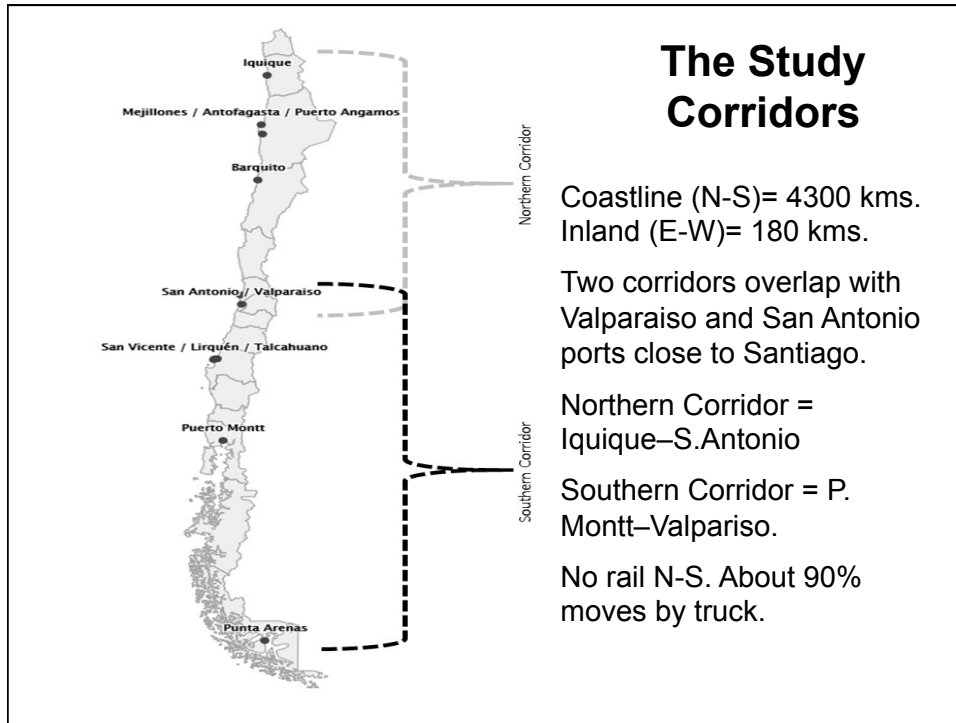 The Study
Corridors
Iquique
Mejillones / Antofagasta / Puerto Angamos
Barquito
San Antonio / Valparaiso
San Vicente / Lirquén / Talcahuano
Puerto Montt
Punta Arenas
Northern Corridor
Southern Corridor
Coastline (N-S)= 4300 kms.
Inland (E-W)= 180 kms.
Two corridors overlap with
Valparaiso and San Antonio
ports close to Santiago.
Northern Corridor =
Iquique–S.Antonio
Southern Corridor = P.
Montt–Valpariso.
No rail N-S. About 90%
moves by truck.